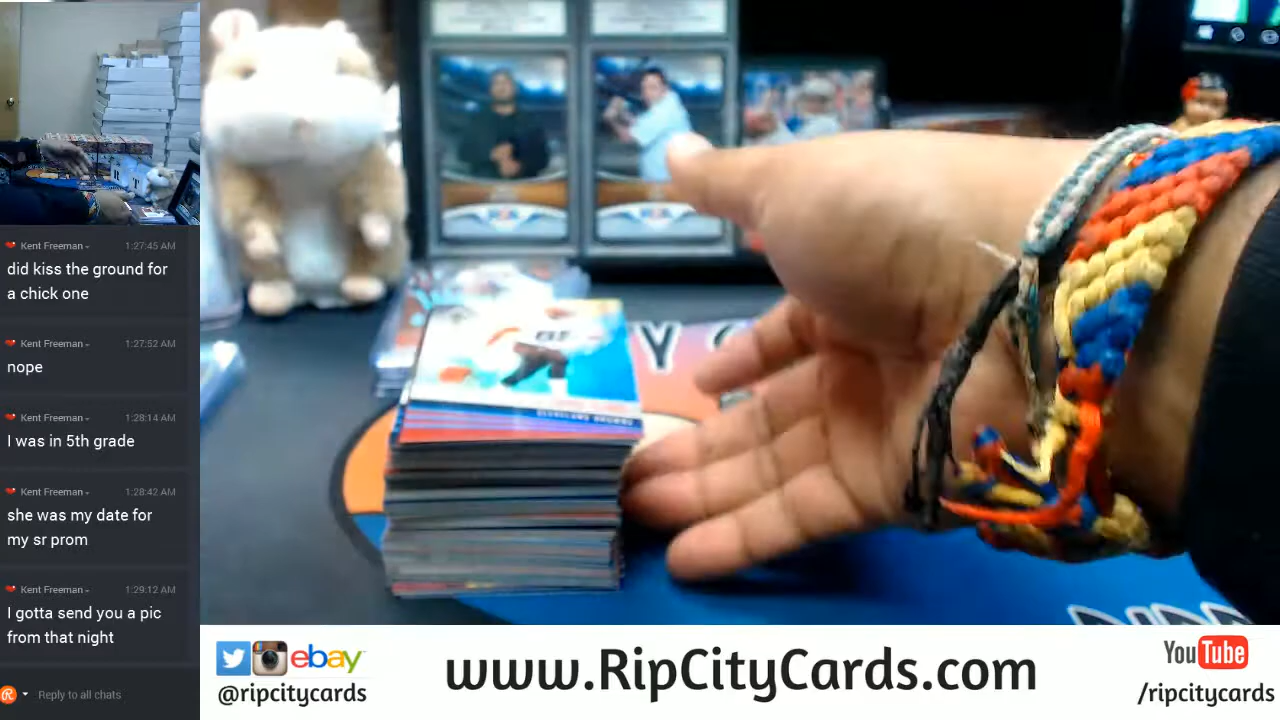 Kent Freeman 1:27:45 AM
did kiss the ground for
a chick one
Kent Freeman 1:27:52 AM
nope
Kent Freeman 1:28:14 AM
I was in 5th grade
Kent Freeman 1:28:42 AM
she was my date for
my sr prom
Kent Freeman 1:29:12 AM
I gotta send you a pic
from that night
Reply to all chats
CLEVELAND BROWNS
Y C
ebay
@ripcitycards
www.RipCityCards.com
YouTube
/ripcitycards